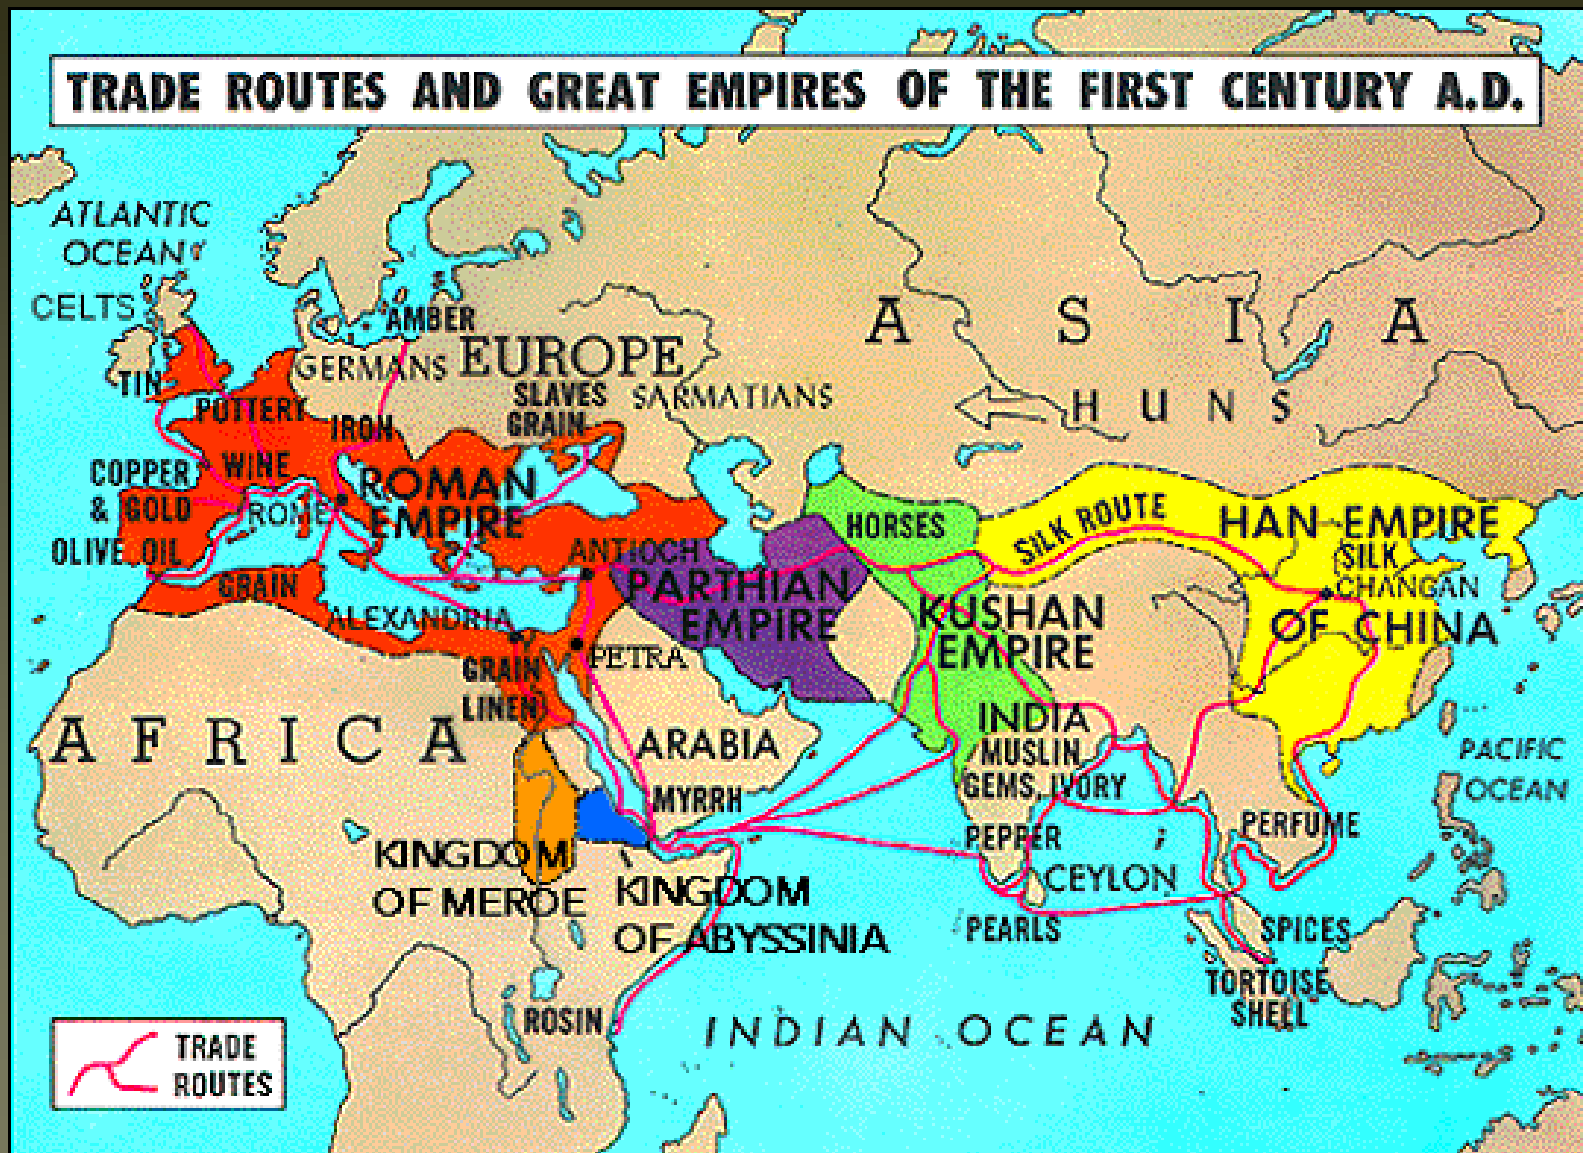 TRADE ROUTES AND GREAT EMPIRES OF THE FIRST CENTURY A.D.
ATLANTIC
OCEAN
CELTS
AMBER
GERMANS
EUROPE
ASIA
TIN
SLAVES
GRAIN
SARMATIANS
HUNS
POTTERY
IRON
COPPER
& GOLD
WINE
ROMAN
EMPIRE
ROME
OLIVE OIL
GRAIN
ANTIOCH
PARTHIAN
EMPIRE
HORSES
SILK ROUTE
HAN EMPIRE
OF CHINA
SILK
CHANGAN
KUSHAN
EMPIRE
ALEXANDRIA
PETRA
GRAIN
LINEN
AFRICA
ARABIA
INDIA
MUSLIN
GEMS, IVORY
PACIFIC
OCEAN
MYRRH
PEPPER
PERFUME
KINGDOM
OF MEROE
KINGDOM
OF ABYSSINIA
CEYLON
PEARLS
SPICES
TORTOISE
SHELL
ROSIN
INDIAN OCEAN
TRADE
ROUTES